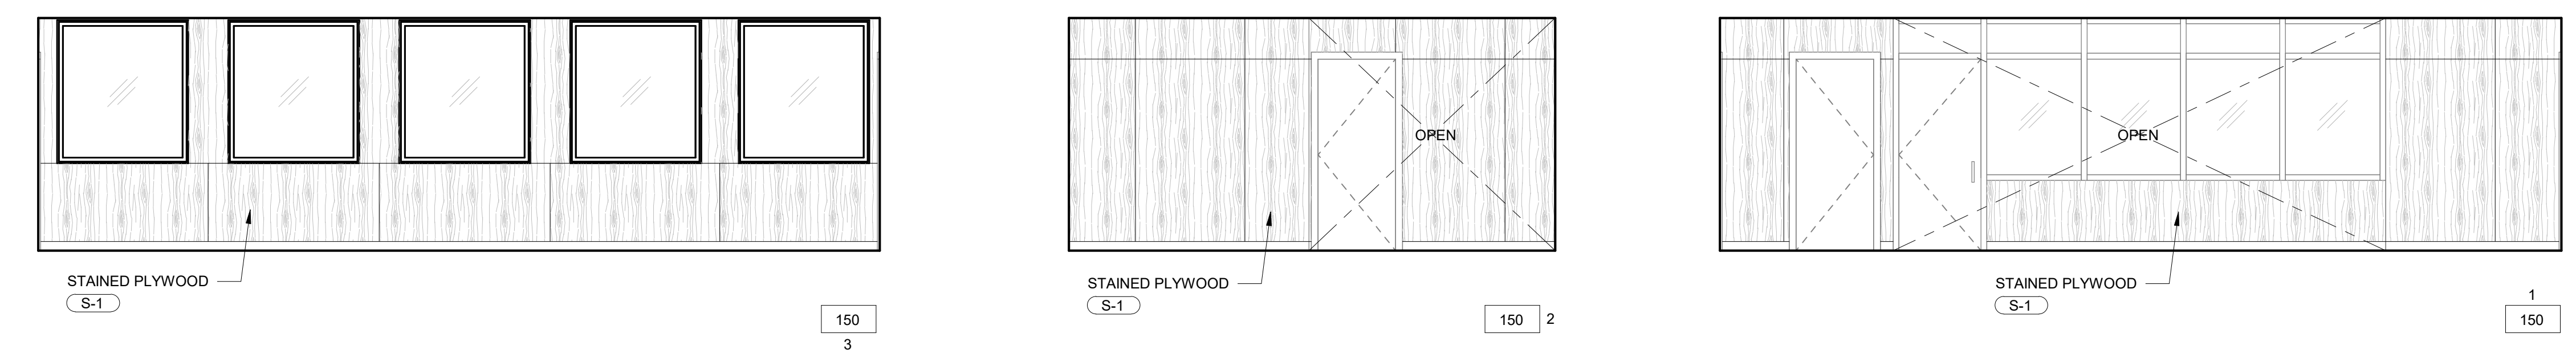 STAINED PLYWOOD
S-1
150
3
OPEN
STAINED PLYWOOD
S-1
150 2
OPEN
STAINED PLYWOOD
S-1
1
150